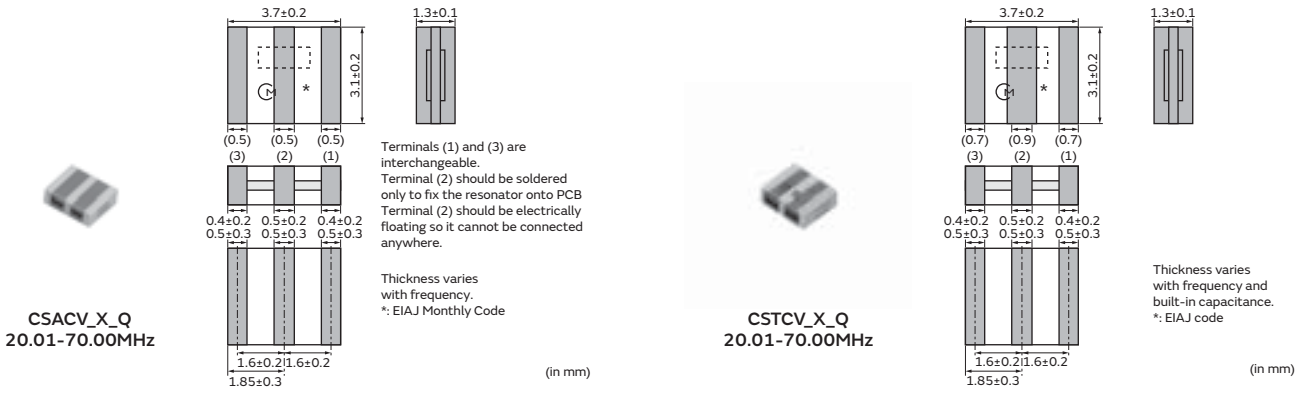 3.7±0.2
1.3±0.1
3.1±0.2
M
*
(0.5) (0.5) (0.5)
(3) (2) (1)
Terminals (1) and (3) are
interchangeable.
Terminal (2) should be soldered
only to fix the resonator onto PCB
Terminal (2) should be electrically
floating so it cannot be connected
anywhere.
0.4±0.2 0.5±0.2 0.4±0.2
0.5±0.3 0.5±0.3 0.5±0.3
Thickness varies
with frequency.
*: EIAJ Monthly Code
CSACV_X_Q
20.01-70.00MHz
1.6±0.2 1.6±0.2
1.85±0.3
(in mm)
3.7±0.2
1.3±0.1
3.1±0.2
M
*
(0.7) (0.9) (0.7)
(3) (2) (1)
0.4±0.2 0.5±0.2 0.4±0.2
0.5±0.3 0.5±0.3 0.5±0.3
Thickness varies
with frequency and
built-in capacitance.
*: EIAJ code
CSTCV_X_Q
20.01-70.00MHz
1.6±0.2 1.6±0.2
1.85±0.3
(in mm)